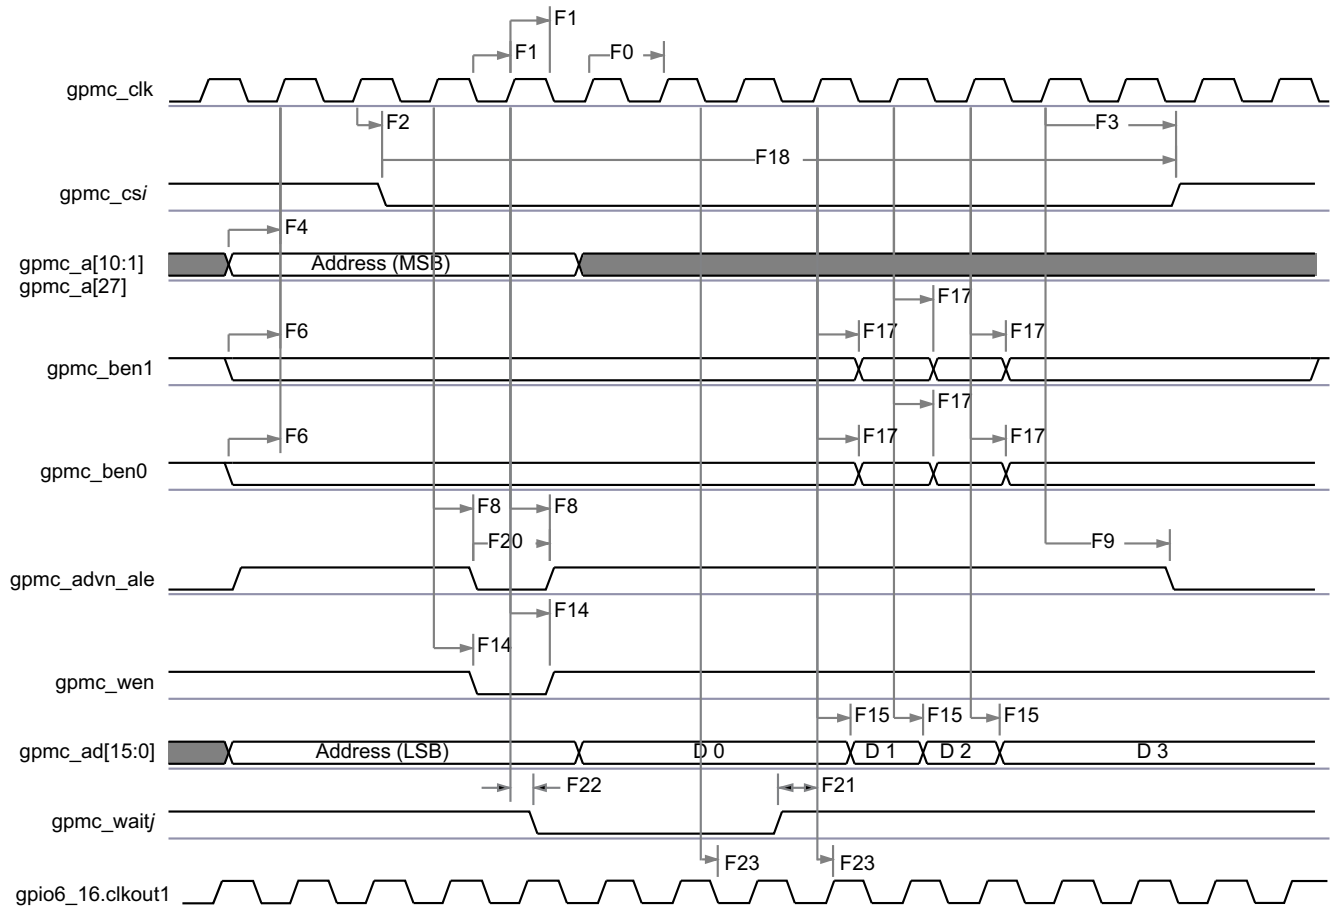 F1
F1
F0
gpmc_clk
F2
F3
F18
gpmc_csi
F4
gpmc_a[10:1]
Address (MSB)
gpmc_a[27]
F17
F6
F17
F17
gpmc_ben1
F17
F6
F17
F17
gpmc_ben0
F8
F8
F20
F9
gpmc_advn_ale
F14
F14
gpmc_wen
F15
F15
F15
gpmc_ad[15:0]
Address (LSB)
D 0
D 1
D 2
D 3
F22
F21
gpmc_waitj
F23
F23
gpio6_16.clkout1